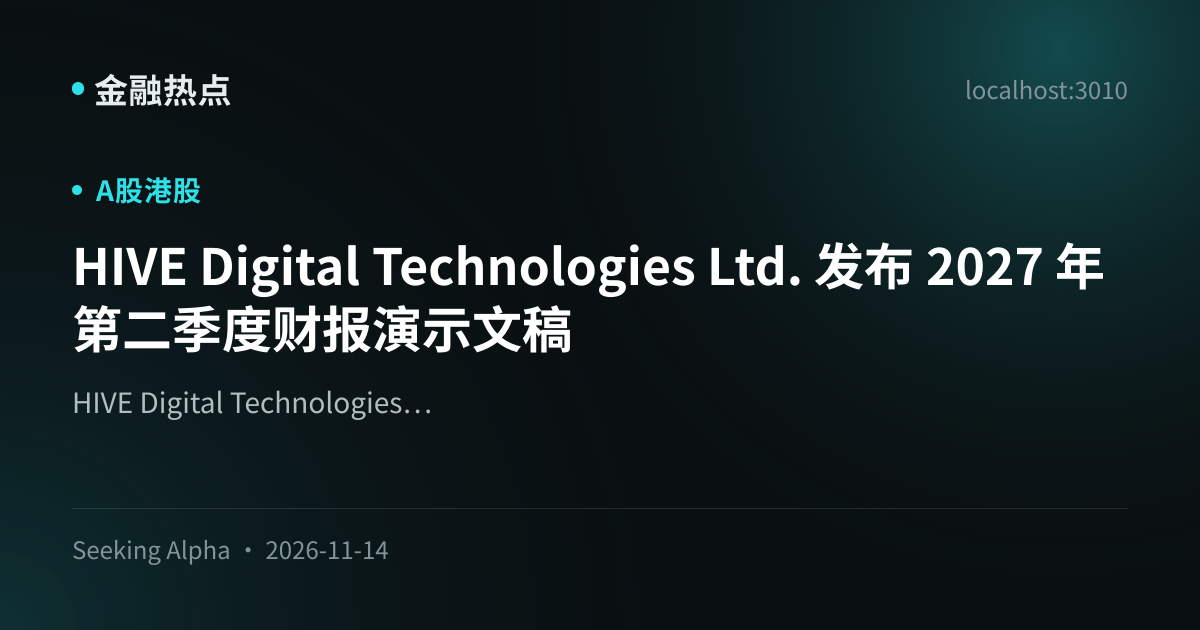 金融热点
localhost:3010
A股港股
HIVE Digital Technologies Ltd. 发布 2027 年
第二季度财报演示文稿
HIVE Digital Technologies…
Seeking Alpha · 2026-11-14